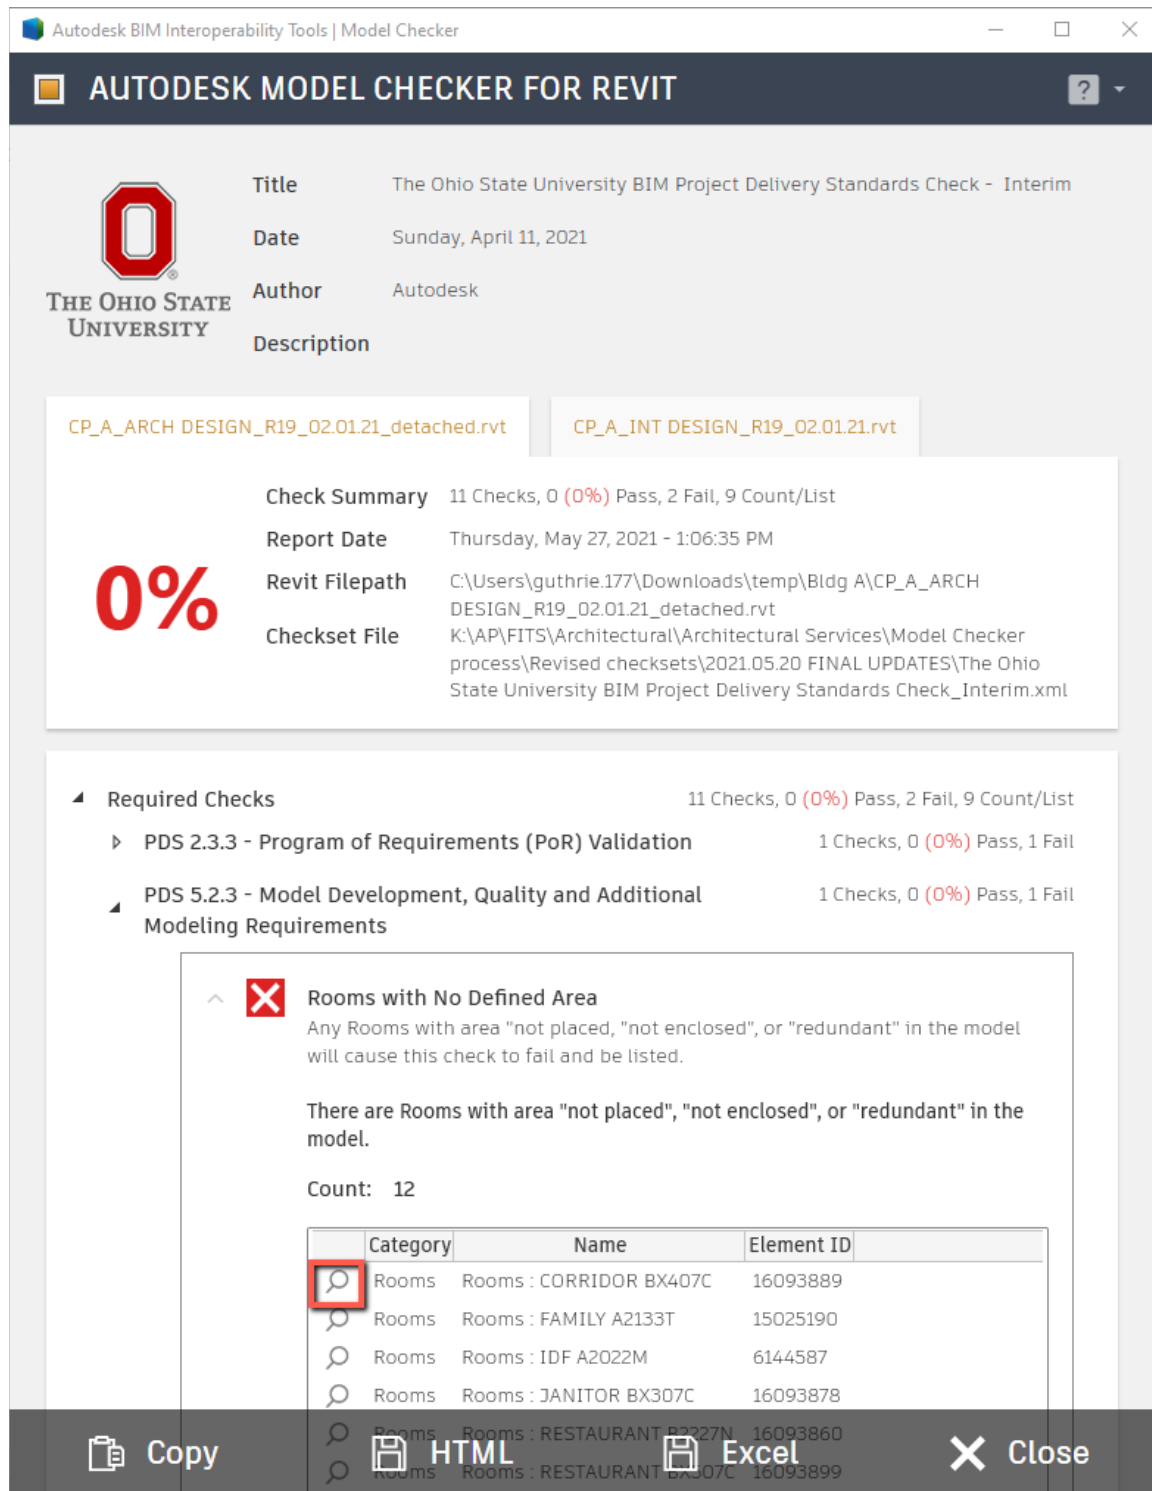 Autodesk BIM Interoperability Tools | Model Checker
AUTODESK MODEL CHECKER FOR REVIT
?
THE OHIO STATE
UNIVERSITY
Title The Ohio State University BIM Project Delivery Standards Check - Interim
Date Sunday, April 11, 2021
Author Autodesk
Description
CP_A_ARCH DESIGN_R19_02.01.21_detached.rvt CP_A_INT DESIGN_R19_02.01.21.rvt
0%
Check Summary 11 Checks, 0 (0%) Pass, 2 Fail, 9 Count/List
Report Date Thursday, May 27, 2021 - 1:06:35 PM
Revit Filepath C:\Users\guthrie.177\Downloads\temp\Bldg A\CP_A_ARCH
DESIGN_R19_02.01.21_detached.rvt
Checkset File K:\AP\FITS\Architectural\Architectural Services\Model Checker
process\Revised checksets\2021.05.20 FINAL UPDATES\The Ohio
State University BIM Project Delivery Standards Check_Interim.xml
Required Checks 11 Checks, 0 (0%) Pass, 2 Fail, 9 Count/List
PDS 2.3.3 - Program of Requirements (PoR) Validation 1 Checks, 0 (0%) Pass, 1 Fail
PDS 5.2.3 - Model Development, Quality and Additional 1 Checks, 0 (0%) Pass, 1 Fail
Modeling Requirements
Rooms with No Defined Area
Any Rooms with area "not placed, "not enclosed", or "redundant" in the model
will cause this check to fail and be listed.
There are Rooms with area "not placed", "not enclosed", or "redundant" in the
model.
Count: 12
Category Name Element ID
Rooms Rooms : CORRIDOR BX407C 16093889
Rooms Rooms : FAMILY A2133T 15025190
Rooms Rooms : IDF A2022M 6144587
Rooms Rooms : JANITOR BX307C 16093878
Rooms Rooms : RESTAURANT B2227N 16093860
Rooms Rooms : RESTAURANT BX307C 16093899
Copy HTML Excel Close